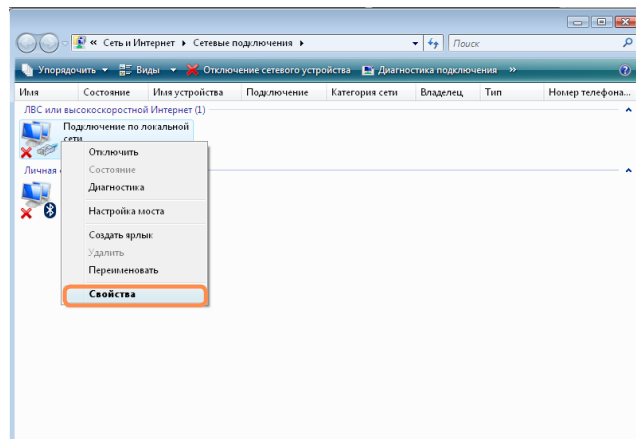 « Сеть и Интернет ▸ Сетевые подключения ▸ Поиск
Упорядочить Виды Отключение сетевого устройства Диагностика подключения »
Имя Состояние Имя устройства Подключение Категория сети Владелец Тип Номер телефона...
ЛВС или высокоскоростной Интернет (1)
Подключение по локальной
сети
Личная
Отключить
Состояние
Диагностика
Настройка моста
Создать ярлык
Удалить
Переименовать
Свойства